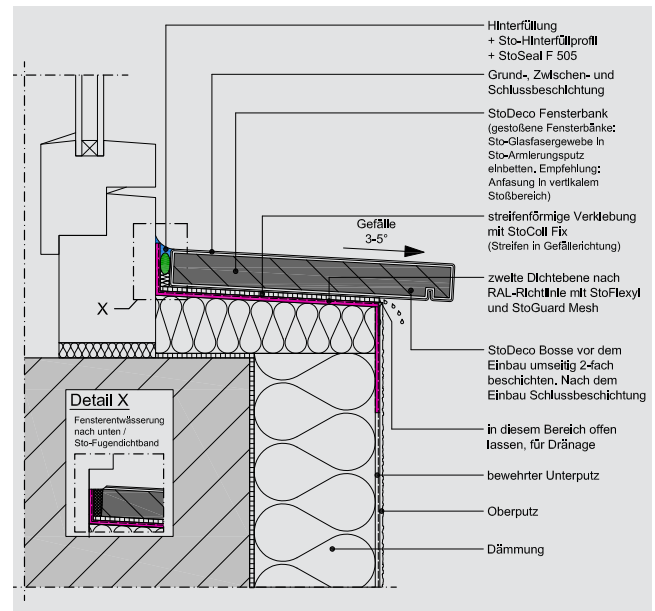 Hinterfüllung
+ Sto-Hinterfüllprofil
+ StoSeal F 505
Grund-, Zwischen- und
Schlussbeschichtung
StoDeco Fensterbank
(gestoßene Fensterbänke:
Sto-Glasfasergewebe in
Sto-Armierungsputz
einbetten. Empfehlung:
Anfasung in vertikalem
Stoßbereich)
Gefälle
3-5°
streifenförmige Verklebung
mit StoColl Fix
(Streifen in Gefällerichtung)
X
zweite Dichtebene nach
RAL-Richtlinie mit StoFlexyl
und StoGuard Mesh
StoDeco Bosse vor dem
Einbau umseitig 2-fach
beschichten. Nach dem
Einbau Schlussbeschichtung
Detail X
Fensterentwässerung
nach unten /
Sto-Fugendichtband
in diesem Bereich offen
lassen, für Dränage
bewehrter Unterputz
Oberputz
Dämmung